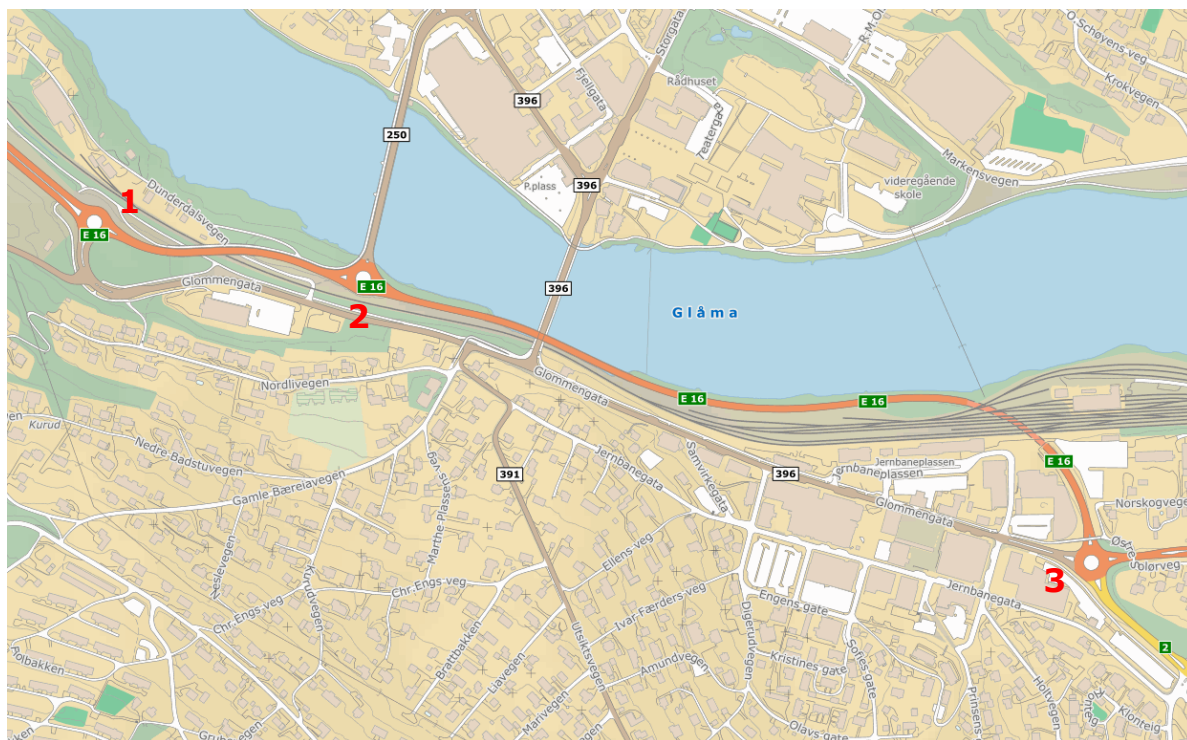 Storgata
R.M.Ol
O.Schøyens veg
Krokvegen
Rådhuset
Fjellgata
396
Teatergata
250
Markensvegen
396
P.plass
videregående
skole
1
Dunderdalsvegen
E 16
Glommengata
E 16
396
Glåma
2
Nordlivegen
Glommengata
E 16
E 16
Kurud
Nedre Badstuvegen
Gamle Bæreiavegen
Marthe Plassens veg
391
Jernbanegata
Samvirkegata
396
Jernbaneplassen
Jernbaneplassen
E 16
Glommengata
Norskogvegen
Østre
Solørveg
3
Neslevegen
Kurudvegen
Chr.Engs veg
Chr.Engs veg
Ellens veg
Ivar Færders veg
Engens gate
Jernbanegata
Digerudvegen
Sofies gate
Utsiktsvegen
Brattbakken
Liavegen
Amundvegen
Kristines gate
2
Marivegen
Olavs gate
Prinsens g
Holtvegen
Klonteig